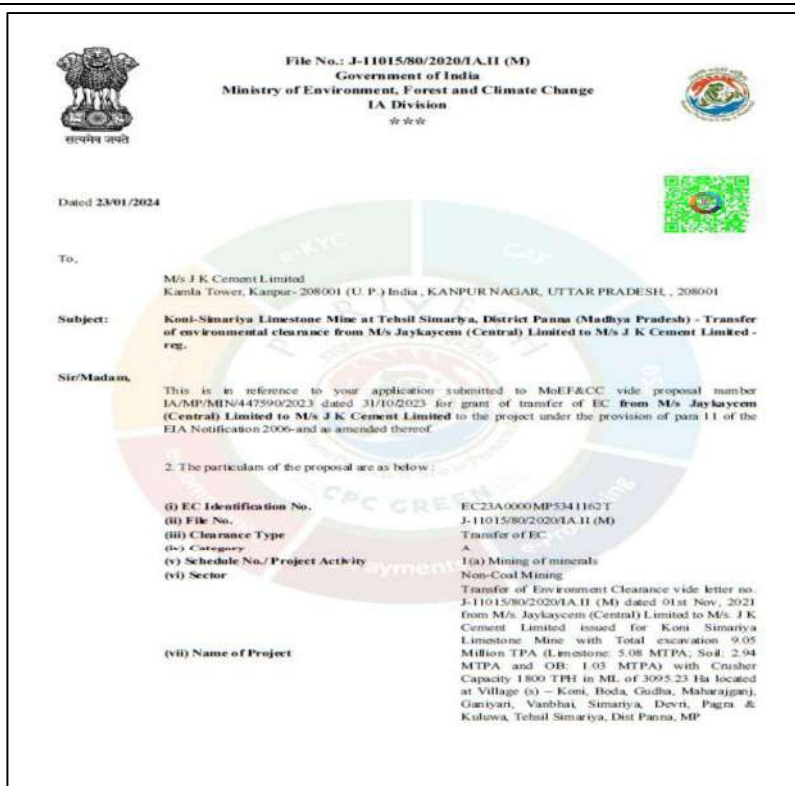 File No.: J-11015/80/2020/IA.II (M)
Government of India
Ministry of Environment, Forest and Climate Change
IA Division
***
सत्यमेव जयते
Dated 23/01/2024
To,
M/s J K Cement Limited
Kamla Tower, Kanpur- 208001 (U. P.) India , KANPUR NAGAR, UTTAR PRADESH, , 208001
Subject: Koni-Simariya Limestone Mine at Tehsil Simariya, District Panna (Madhya Pradesh) - Transfer
of environmental clearance from M/s Jaykaycem (Central) Limited to M/s J K Cement Limited -
reg.
Sir/Madam,
This is in reference to your application submitted to MoEF&CC vide proposal number
IA/MP/MIN/447590/2023 dated 31/10/2023 for grant of transfer of EC from M/s Jaykaycem
(Central) Limited to M/s J K Cement Limited to the project under the provision of para 11 of the
EIA Notification 2006-and as amended thereof.
2. The particulars of the proposal are as below :
(i) EC Identification No. EC23A0000MP5341162T
(ii) File No. J-11015/80/2020/IA.II (M)
(iii) Clearance Type Transfer of EC
(iv) Category A
(v) Schedule No./ Project Activity 1(a) Mining of minerals
(vi) Sector Non-Coal Mining
Transfer of Environment Clearance vide letter no.
J-11015/80/2020/IA.II (M) dated 01st Nov, 2021
from M/s. Jaykaycem (Central) Limited to M/s. J K
Cement Limited issued for Koni Simariya
Limestone Mine with Total excavation 9.05
(vii) Name of Project Million TPA (Limestone: 5.08 MTPA; Soil: 2.94
MTPA and OB: 1.03 MTPA) with Crusher
Capacity 1800 TPH in ML of 3095.23 Ha located
at Village (s) – Koni, Boda, Gudha, Maharajganj,
Ganiyari, Vanbhai, Simariya, Devri, Pagra &
Kuluwa, Tehsil Simariya, Dist Panna, MP
e-KYC
CAF
PARIVESH
CPC GREEN